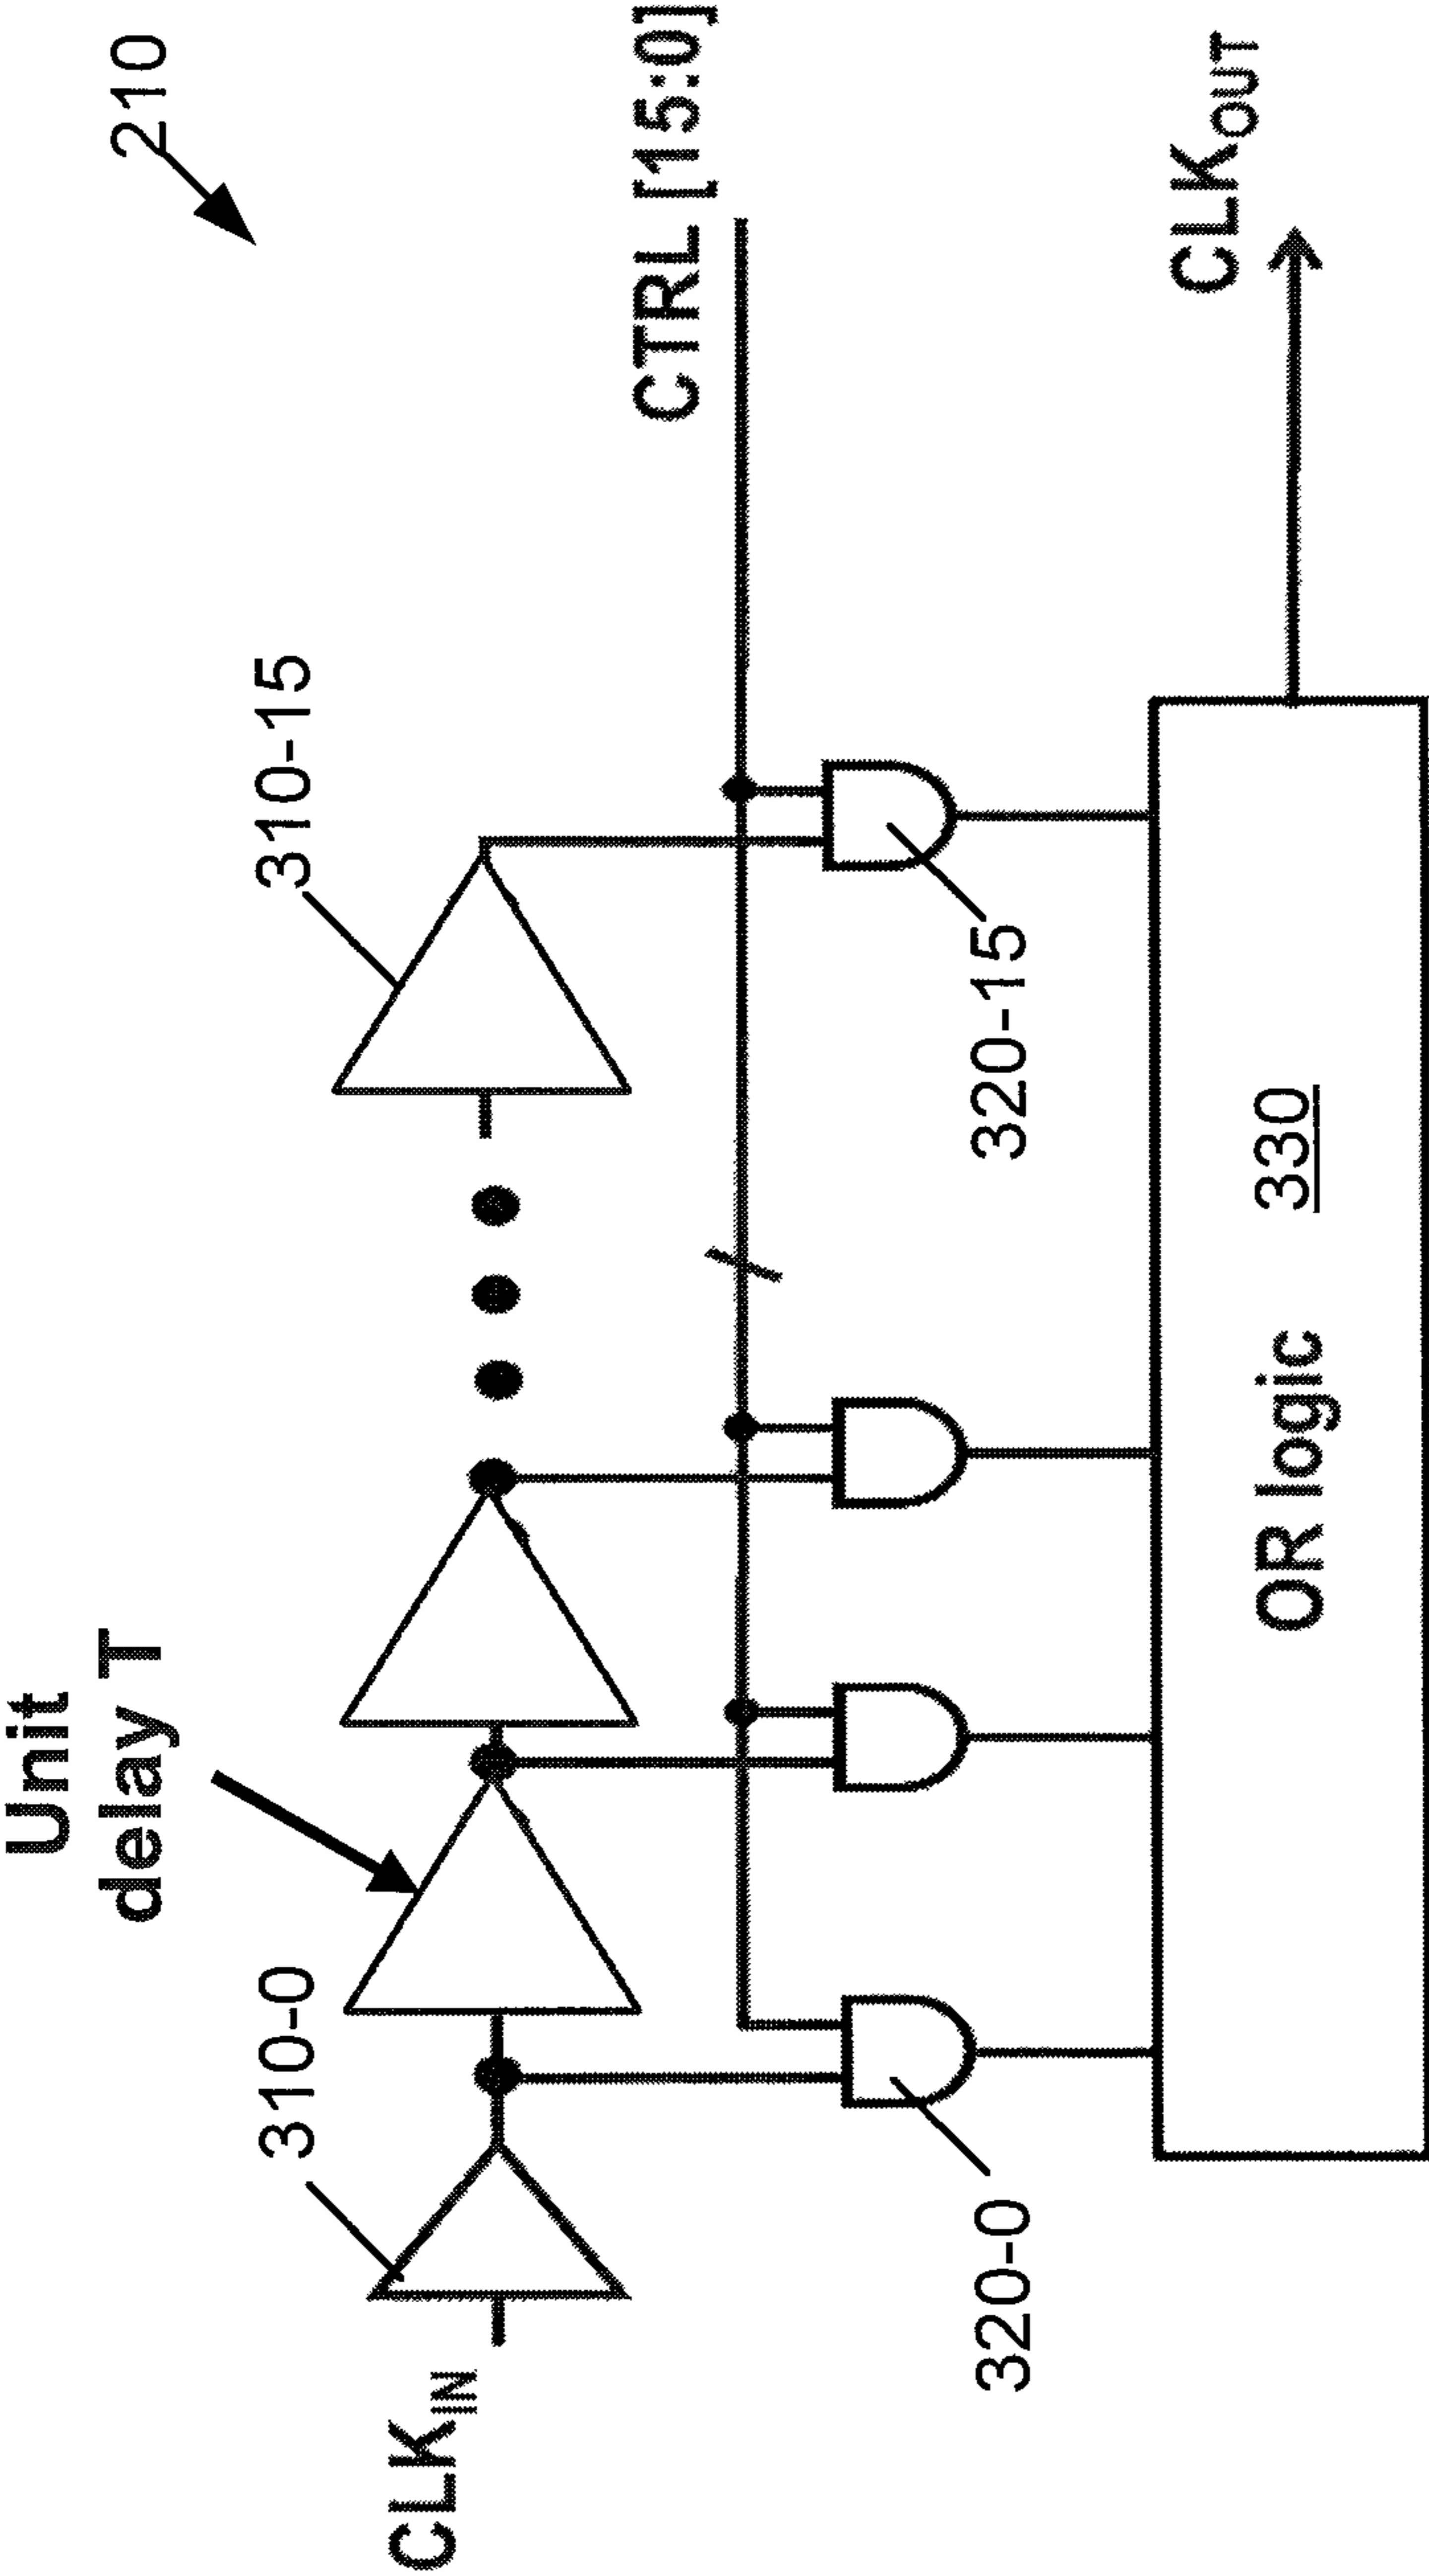 210
Unit
delay T
310-0
310-15
CLK_IN
CTRL [15:0]
320-0
320-15
CLK_OUT
OR logic 330